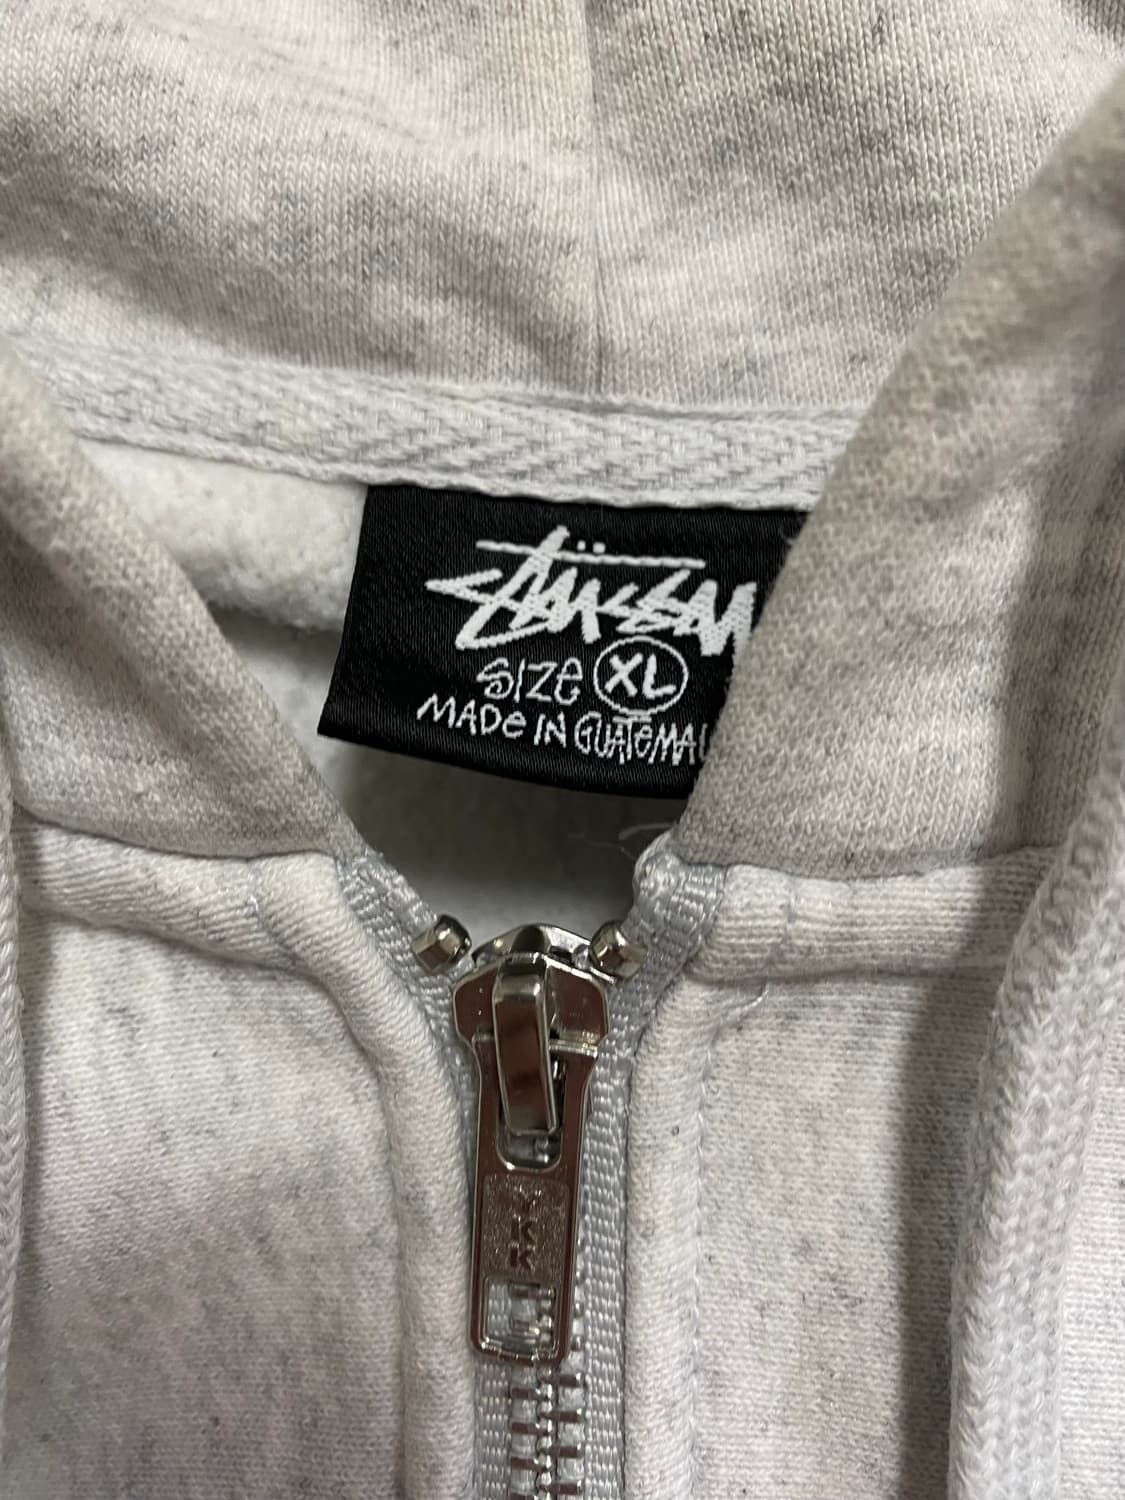 Stüssy
SIZE XL
MADE IN GUATEMALA
YKK